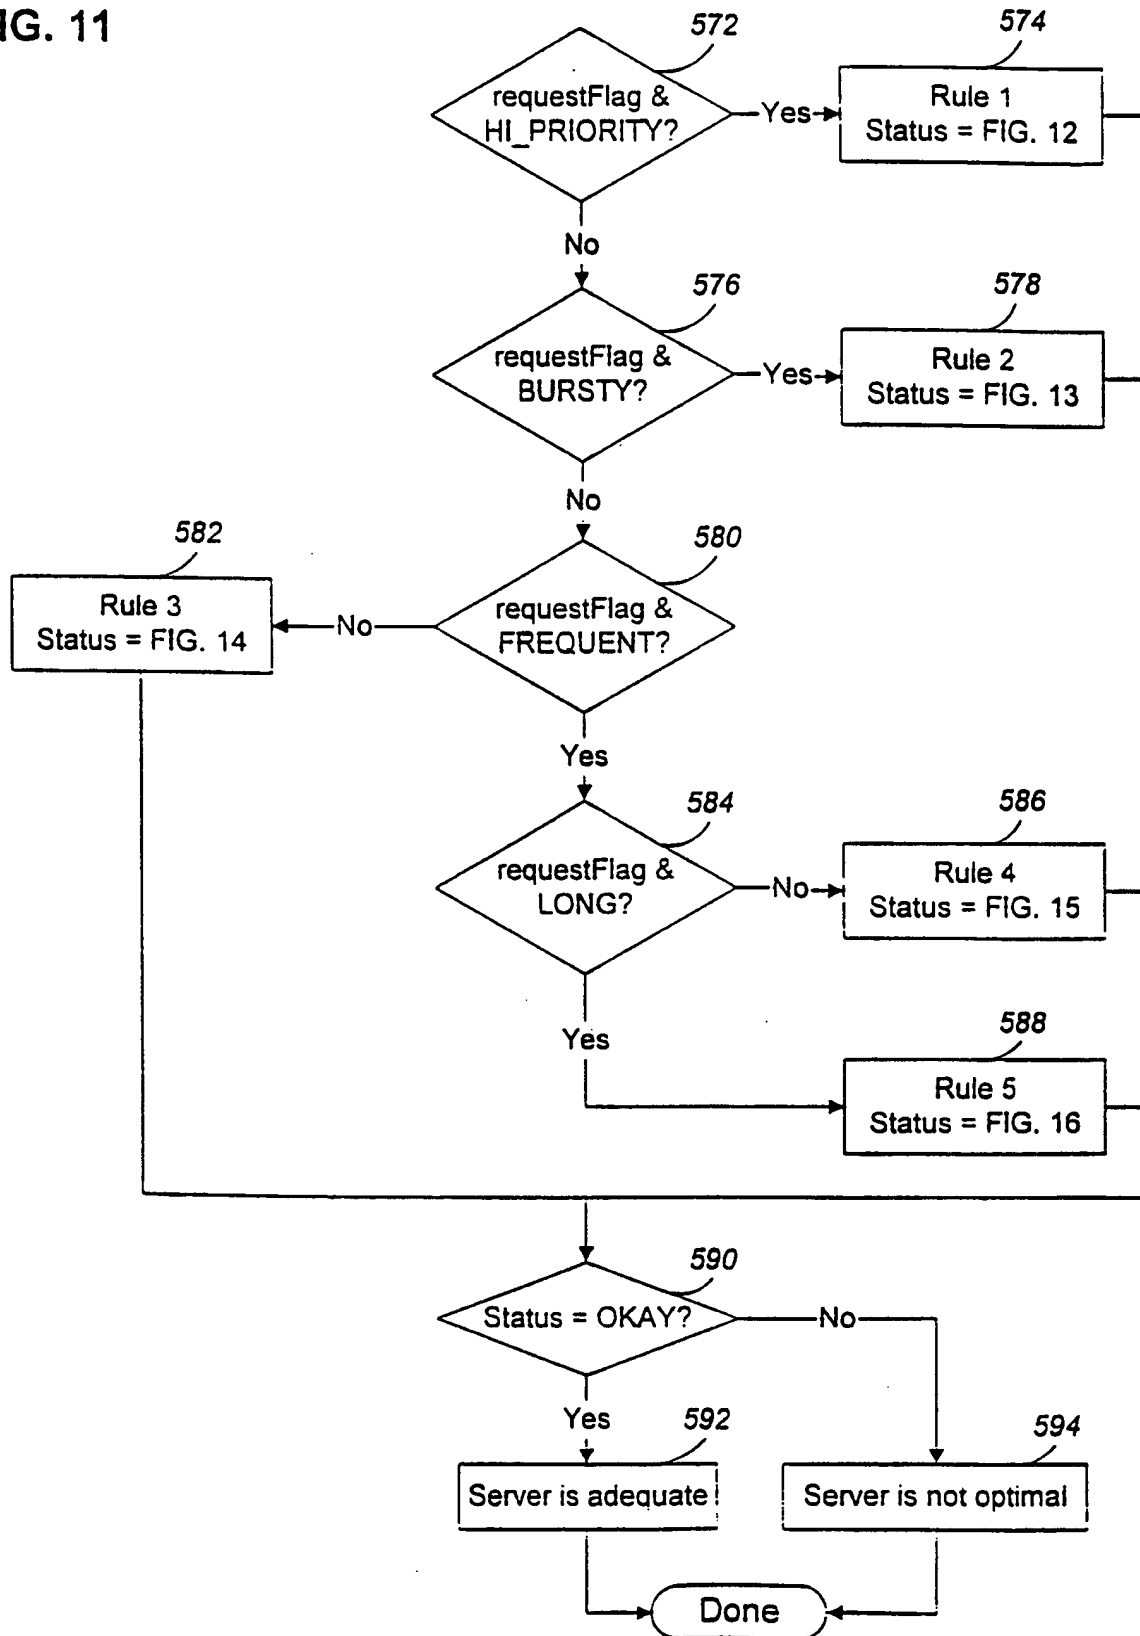 IG. 11
572
574
requestFlag &
HI_PRIORITY?
Yes
Rule 1
Status = FIG. 12
No
576
578
requestFlag &
BURSTY?
Yes
Rule 2
Status = FIG. 13
No
582
580
Rule 3
Status = FIG. 14
No
requestFlag &
FREQUENT?
Yes
584
586
requestFlag &
LONG?
No
Rule 4
Status = FIG. 15
Yes
588
Rule 5
Status = FIG. 16
590
Status = OKAY?
No
Yes
592
594
Server is adequate
Server is not optimal
Done